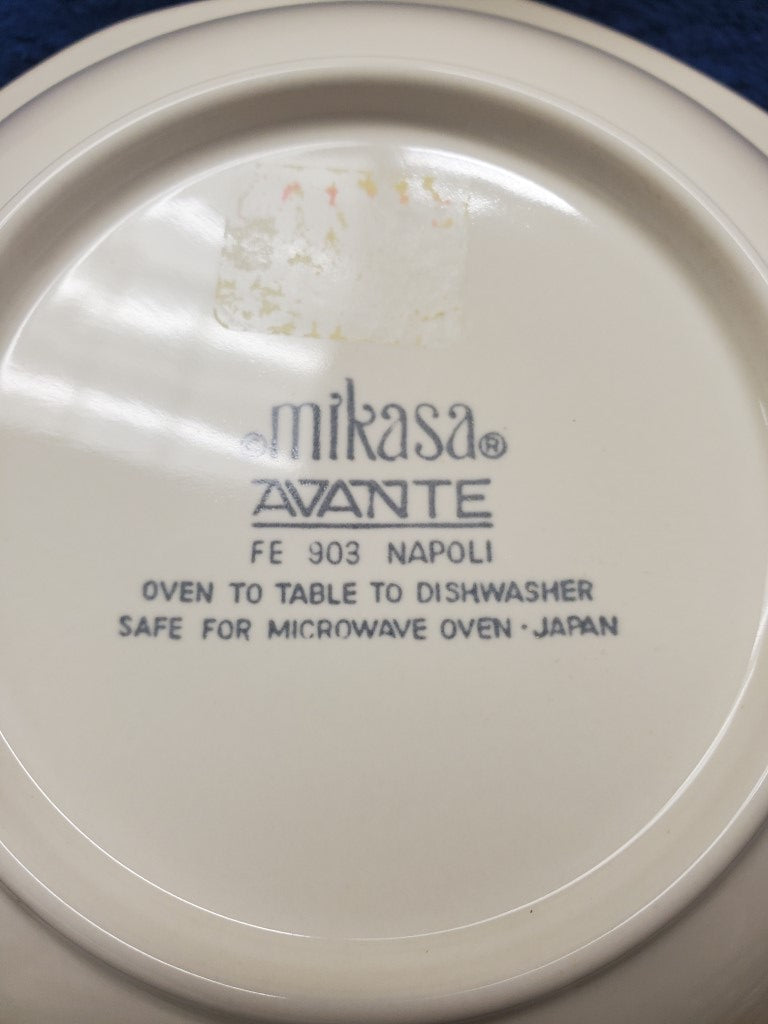 © mikasa ®
AVANTE
FE 903 NAPOLI
OVEN TO TABLE TO DISHWASHER
SAFE FOR MICROWAVE OVEN · JAPAN